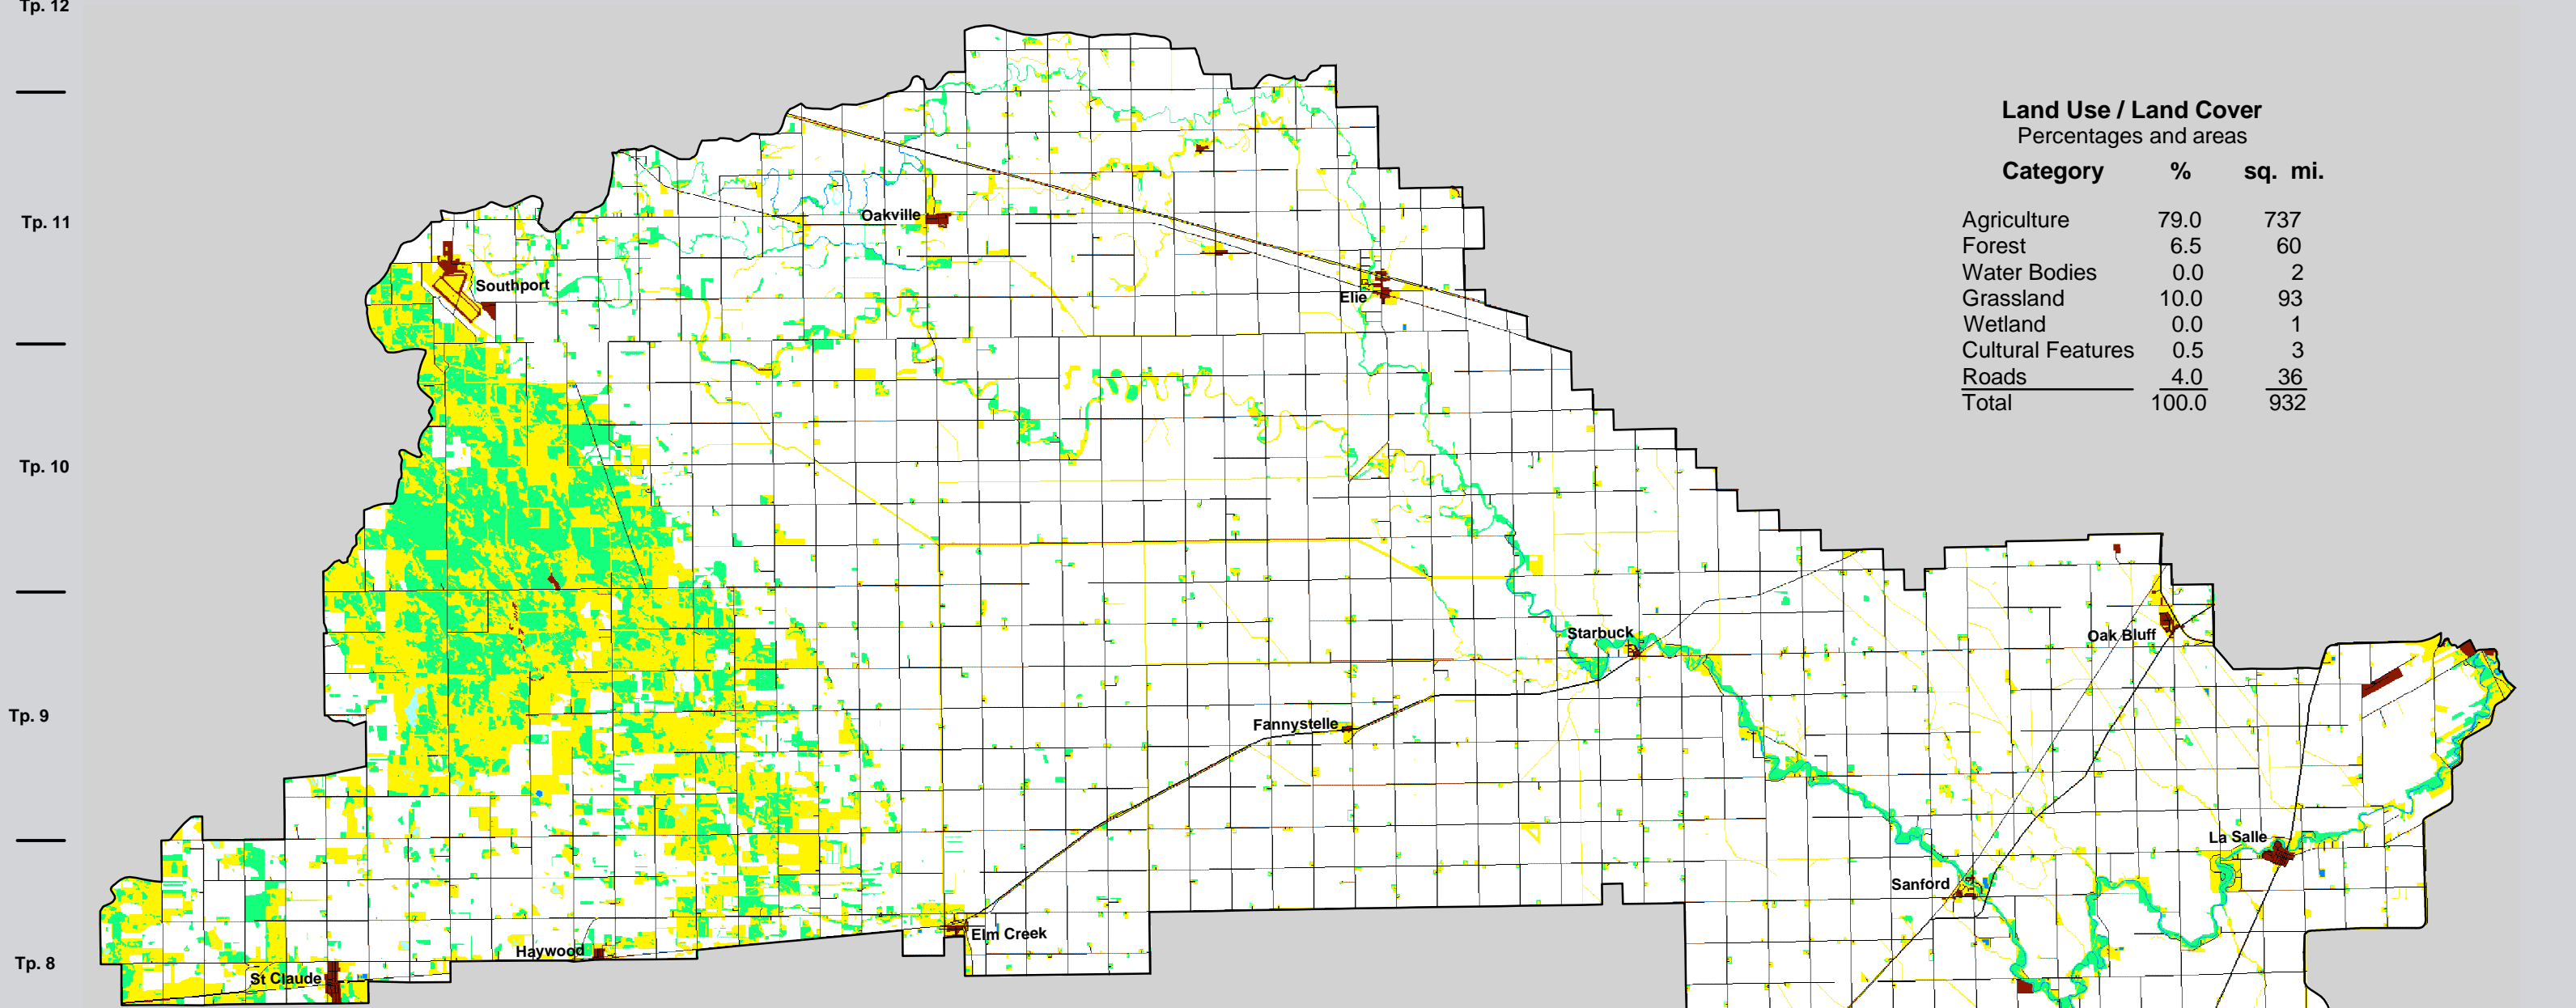 Tp. 12
Land Use / Land Cover
Percentages and areas
Category % sq. mi.
Agriculture 79.0 737
Forest 6.5 60
Water Bodies 0.0 2
Grassland 10.0 93
Wetland 0.0 1
Cultural Features 0.5 3
Roads 4.0 36
Total 100.0 932
Tp. 11
Oakville
Southport
Elie
Tp. 10
Starbuck
Oak Bluff
Tp. 9
Fannystelle
La Salle
Sanford
Elm Creek
Haywood
Tp. 8
St Claude